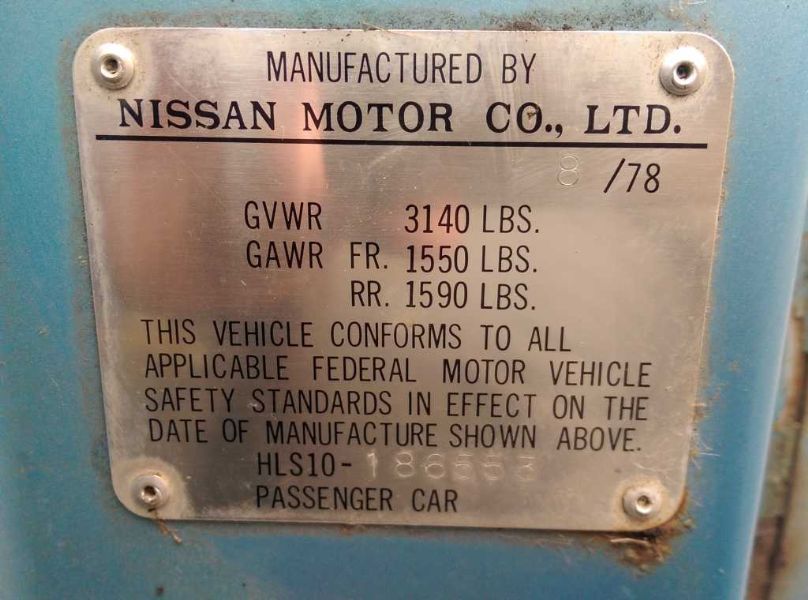 MANUFACTURED BY
NISSAN MOTOR CO., LTD.
8 /78
GVWR 3140 LBS.
GAWR FR. 1550 LBS.
RR. 1590 LBS.
THIS VEHICLE CONFORMS TO ALL
APPLICABLE FEDERAL MOTOR VEHICLE
SAFETY STANDARDS IN EFFECT ON THE
DATE OF MANUFACTURE SHOWN ABOVE.
HLS10-186553
PASSENGER CAR